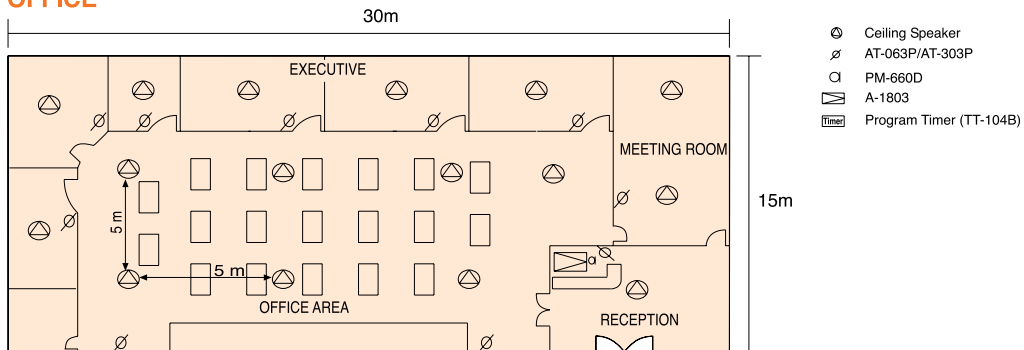 OFFICE
30m
Ceiling Speaker
AT-063P/AT-303P
PM-660D
A-1803
Timer Program Timer (TT-104B)
EXECUTIVE
MEETING ROOM
15m
5 m
5 m
OFFICE AREA
RECEPTION